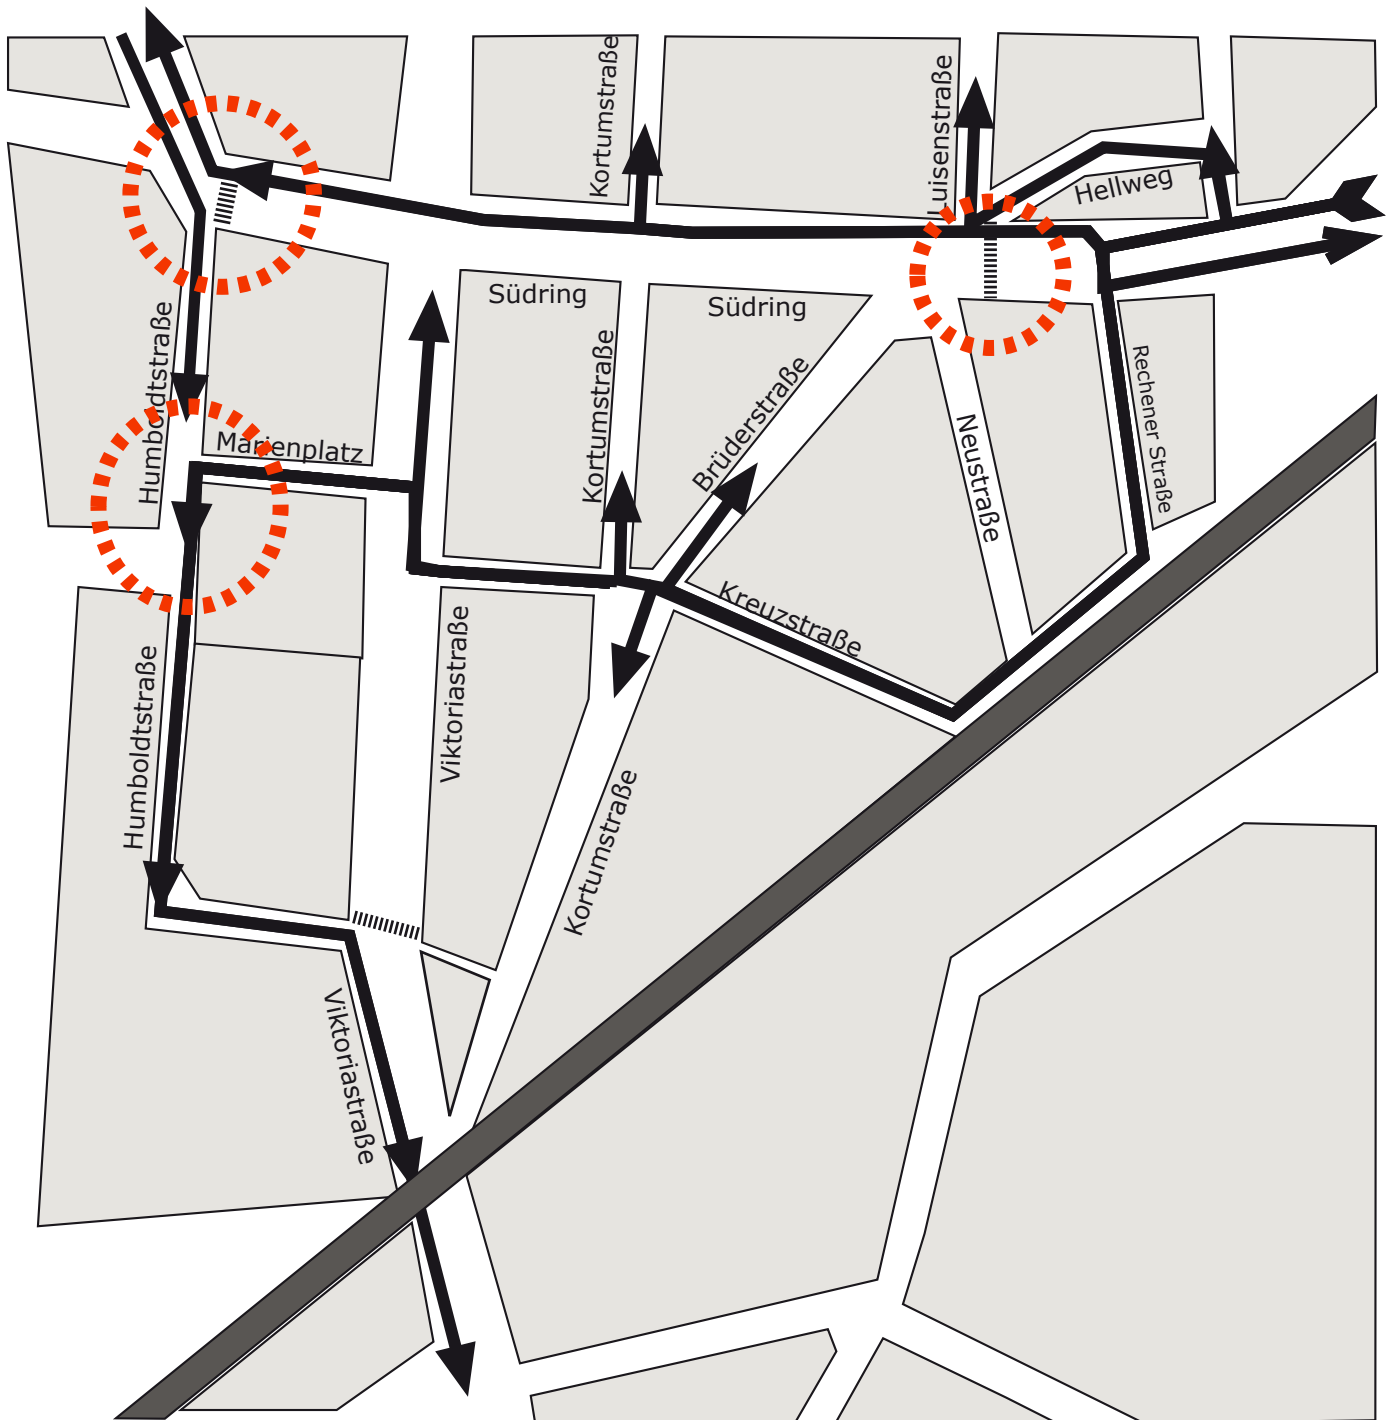 Kortumstraße
Luisenstraße
Hellweg
Südring
Südring
Humboldtstraße
Kortumstraße
Brüderstraße
Rechener Straße
Marienplatz
Neustraße
Kreuzstraße
Viktoriastraße
Humboldtstraße
Kortumstraße
Viktoriastraße